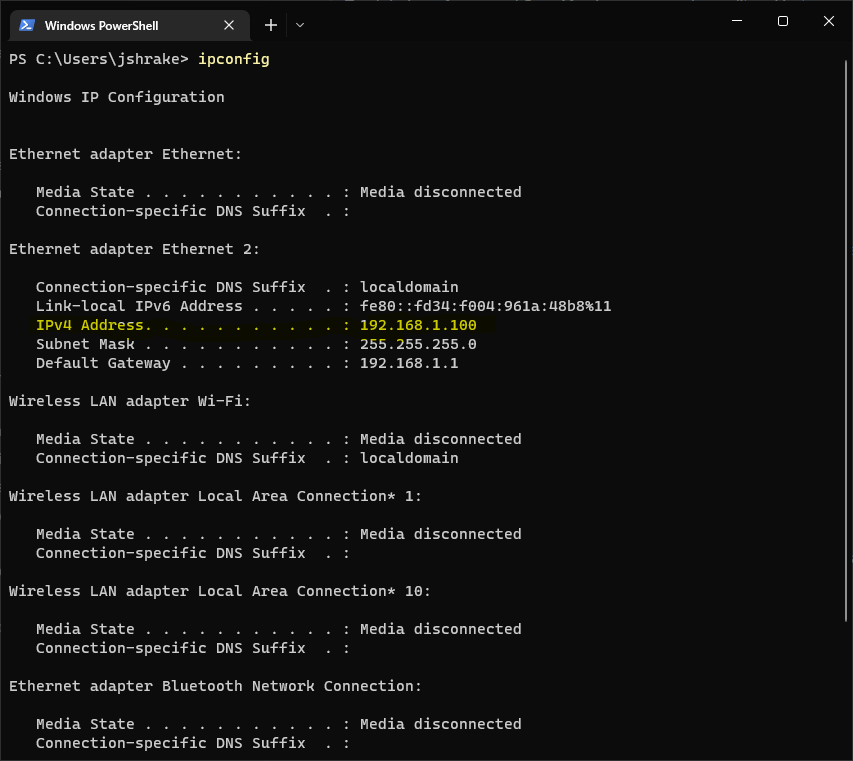 Windows PowerShell
PS C:\Users\jshrake> ipconfig
Windows IP Configuration
Ethernet adapter Ethernet:
Media State . . . . . . . . . . . : Media disconnected
Connection-specific DNS Suffix  . :
Ethernet adapter Ethernet 2:
Connection-specific DNS Suffix  . : localdomain
Link-local IPv6 Address . . . . . : fe80::fd34:f004:961a:48b8%11
IPv4 Address. . . . . . . . . . . : 192.168.1.100
Subnet Mask . . . . . . . . . . . : 255.255.255.0
Default Gateway . . . . . . . . . : 192.168.1.1
Wireless LAN adapter Wi-Fi:
Media State . . . . . . . . . . . : Media disconnected
Connection-specific DNS Suffix  . : localdomain
Wireless LAN adapter Local Area Connection* 1:
Media State . . . . . . . . . . . : Media disconnected
Connection-specific DNS Suffix  . :
Wireless LAN adapter Local Area Connection* 10:
Media State . . . . . . . . . . . : Media disconnected
Connection-specific DNS Suffix  . :
Ethernet adapter Bluetooth Network Connection:
Media State . . . . . . . . . . . : Media disconnected
Connection-specific DNS Suffix  . :